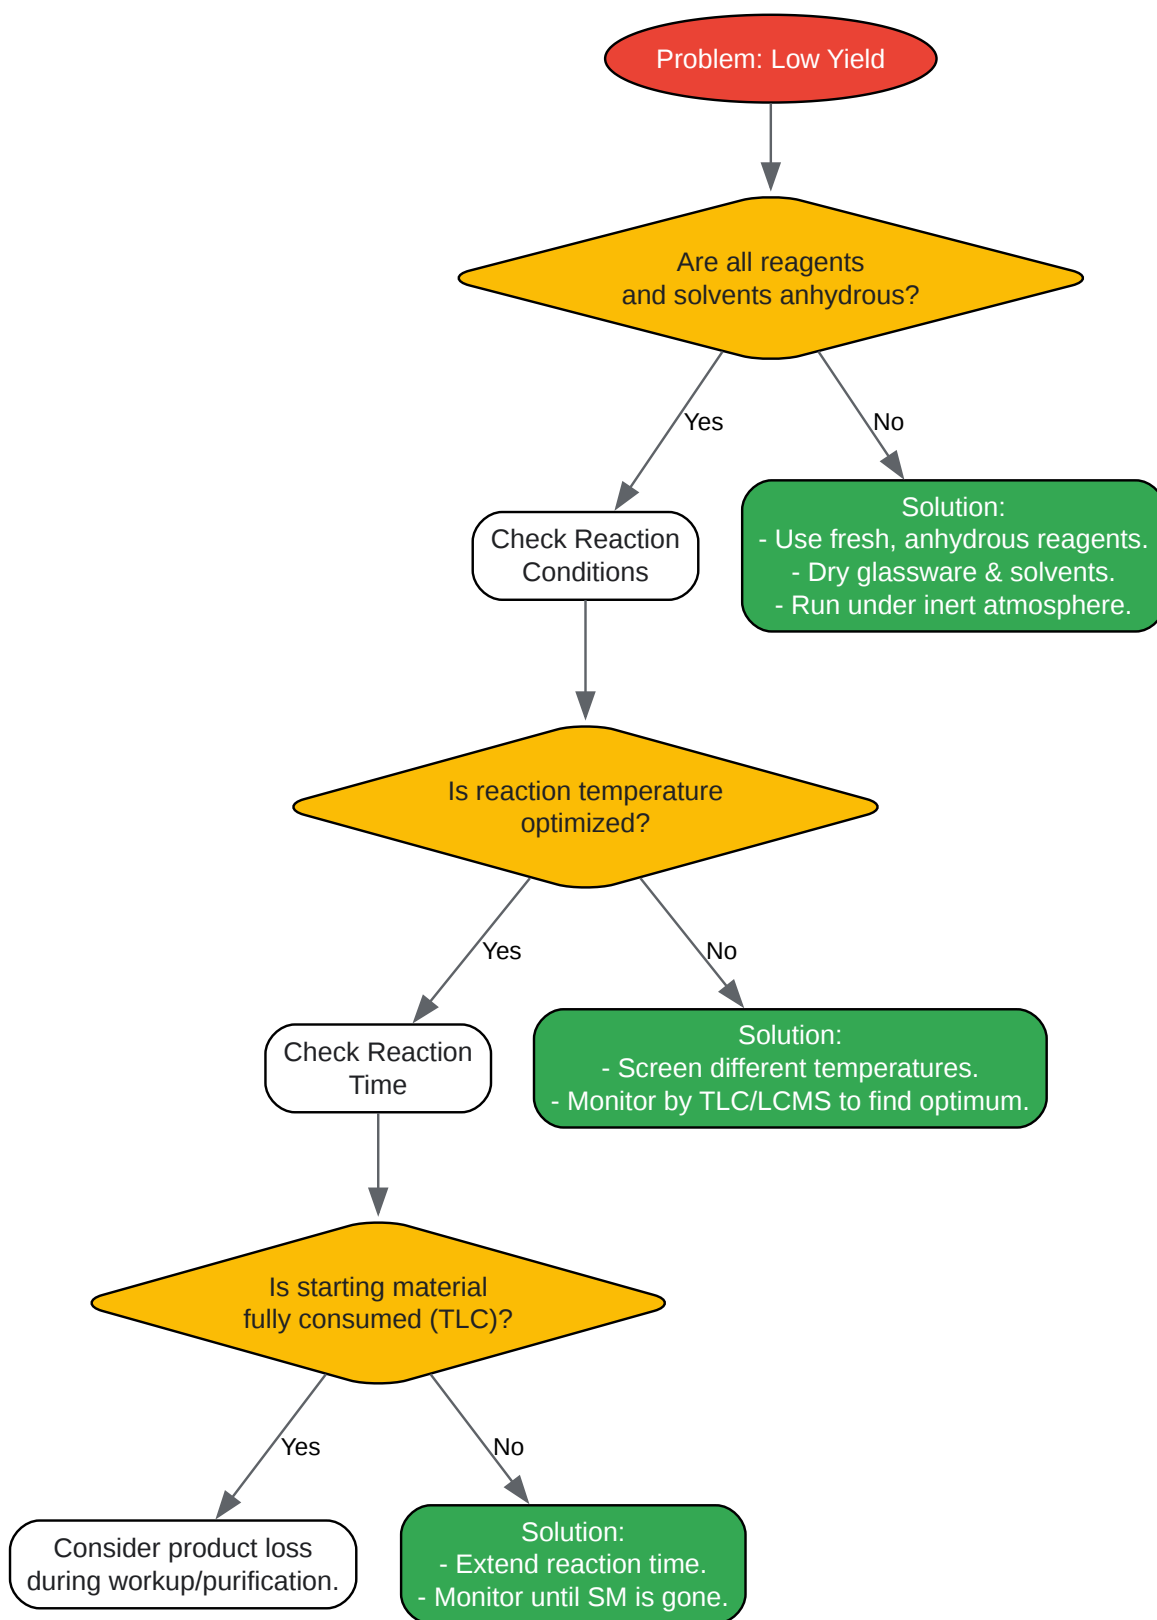 Problem: Low Yield
Are all reagents
and solvents anhydrous?
Yes
No
Check Reaction
Conditions
Solution:
- Use fresh, anhydrous reagents.
- Dry glassware & solvents.
- Run under inert atmosphere.
Is reaction temperature
optimized?
Yes
No
Check Reaction
Time
Solution:
- Screen different temperatures.
- Monitor by TLC/LCMS to find optimum.
Is starting material
fully consumed (TLC)?
Yes
No
Consider product loss
during workup/purification.
Solution:
- Extend reaction time.
- Monitor until SM is gone.